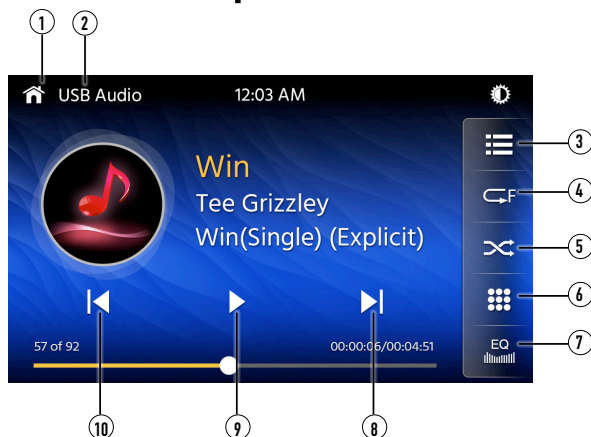 1 2
USB Audio 12:03 AM
Win
3
Tee Grizzley
F 4
Win(Single) (Explicit)
5
6
57 of 92 00:00:06/00:04:51
EQ 7
10 9 8